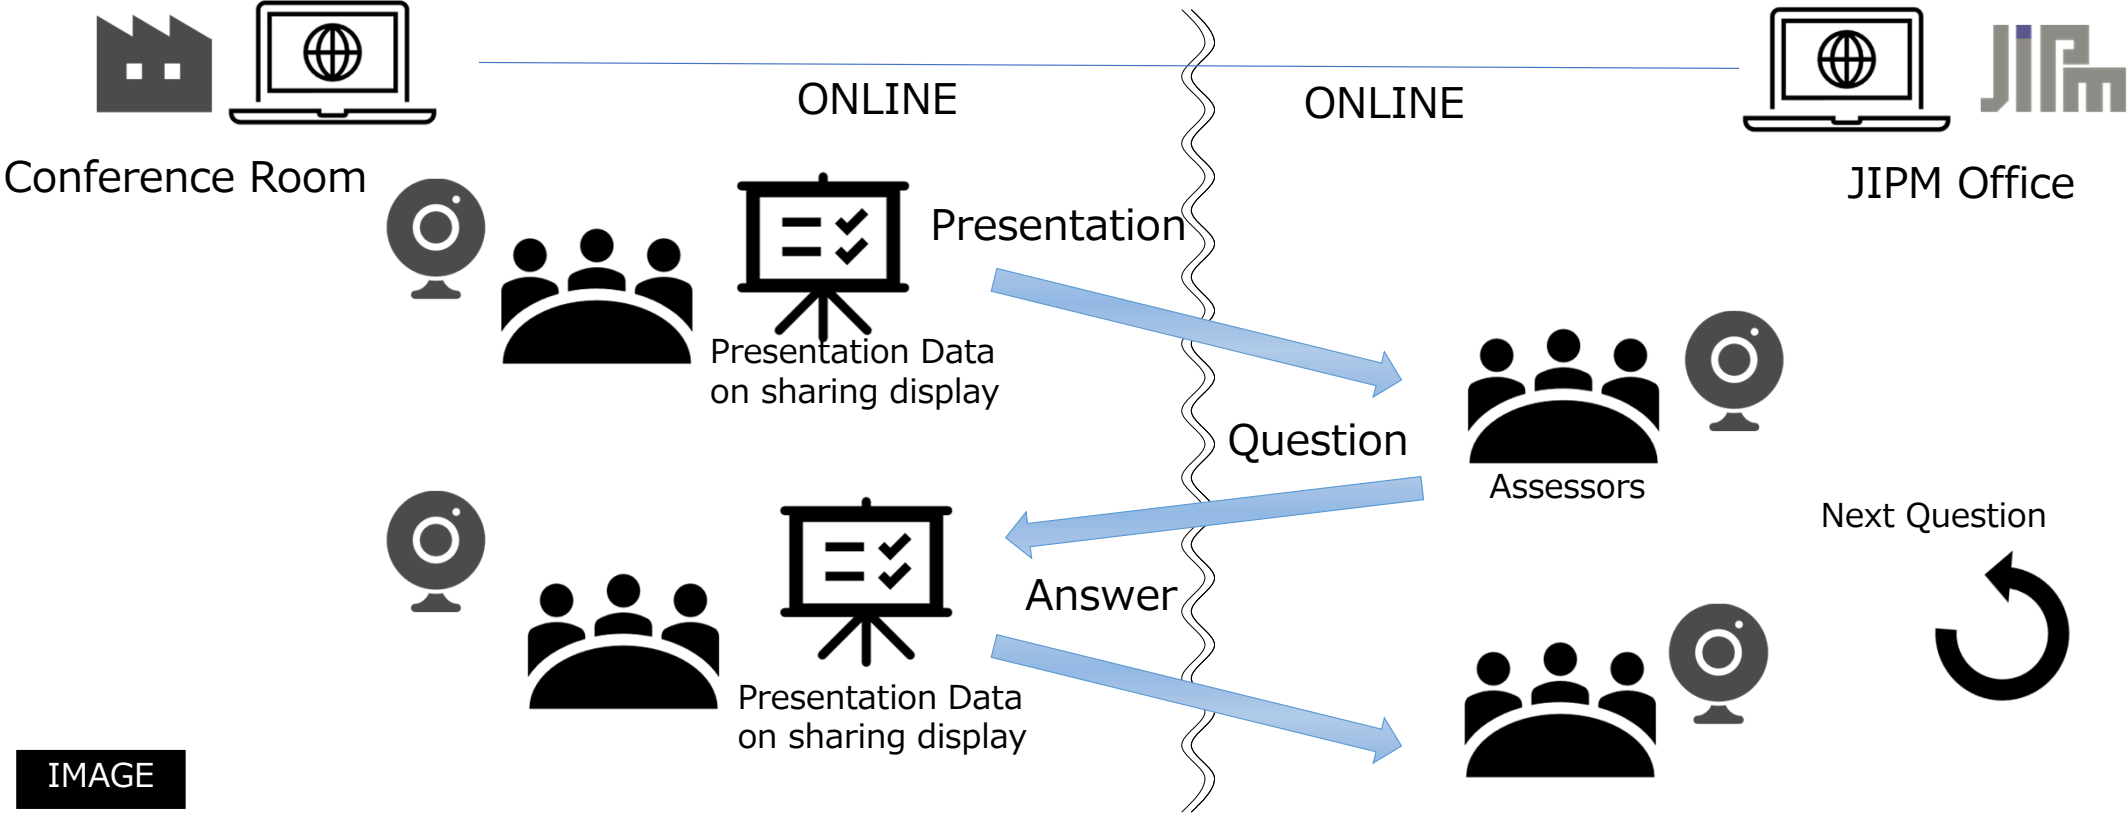 JIPm
ONLINE
ONLINE
Conference Room
JIPM Office
Presentation
Presentation Data
on sharing display
Question
Assessors
Next Question
Answer
Presentation Data
on sharing display
IMAGE